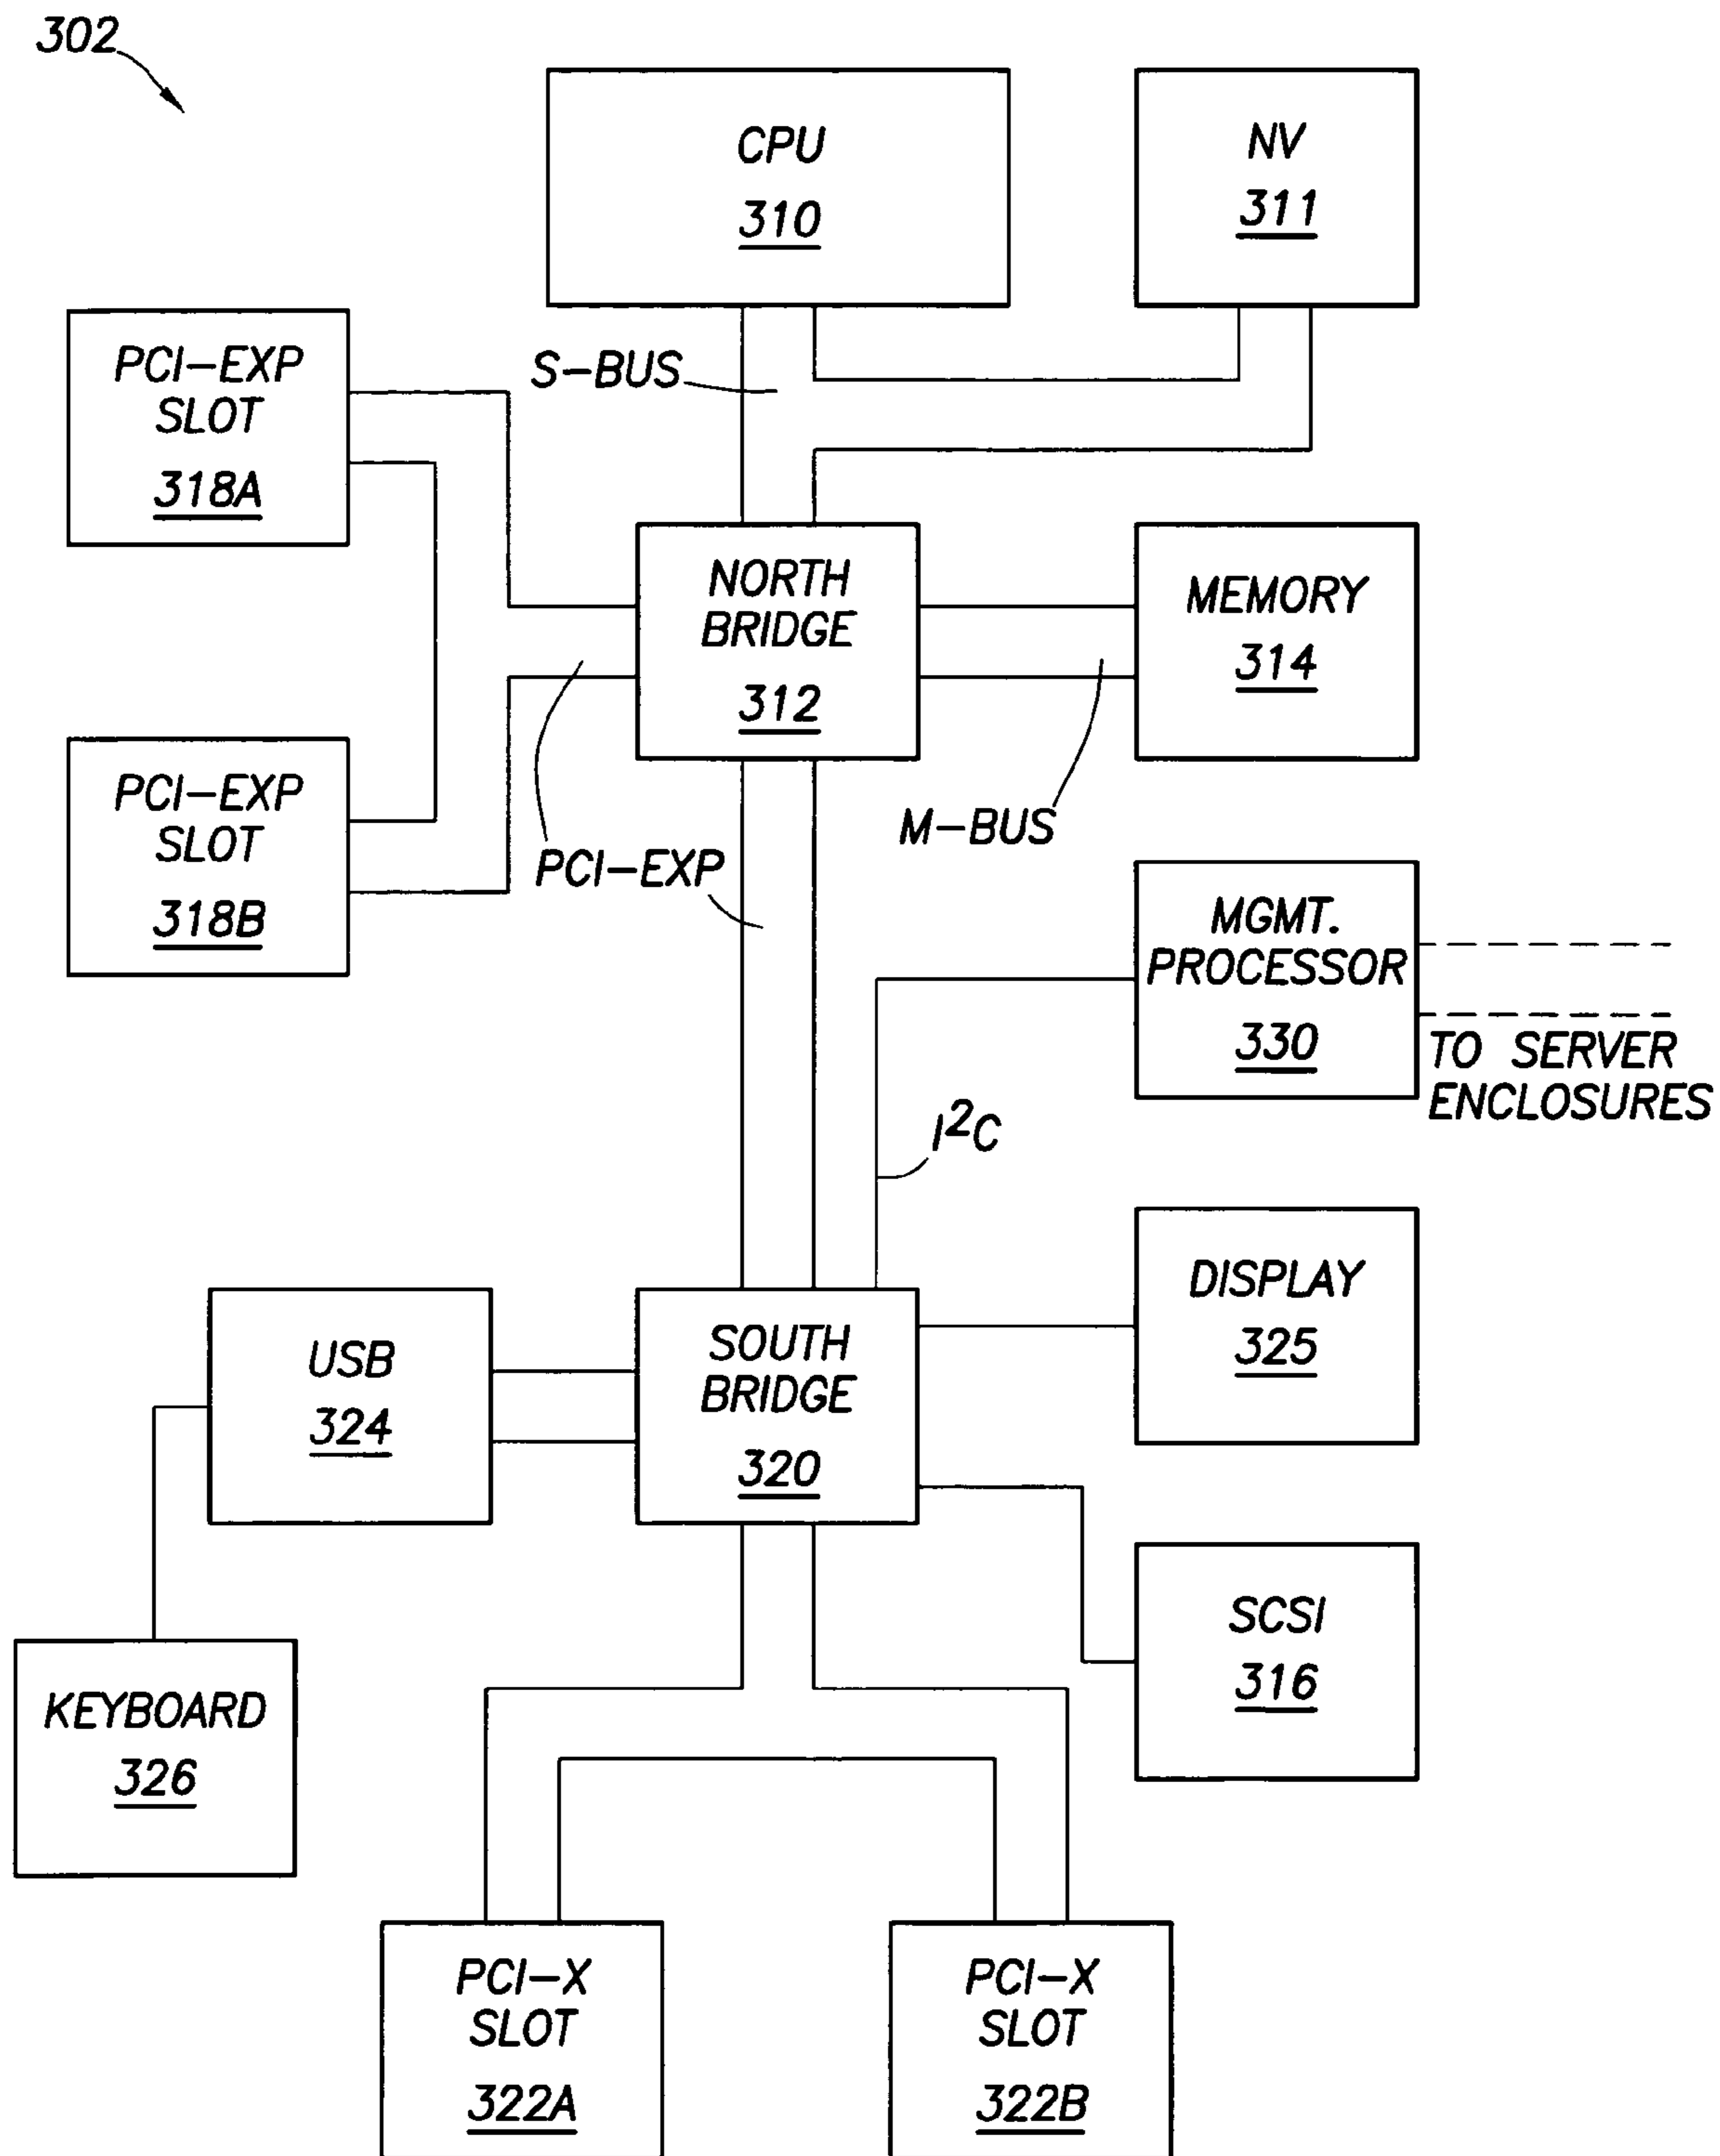 302
CPU
310
NV
311
S-BUS
PCI-EXP
SLOT
318A
NORTH
BRIDGE
312
MEMORY
314
PCI-EXP
SLOT
318B
PCI-EXP
M-BUS
MGMT.
PROCESSOR
330
TO SERVER
ENCLOSURES
I²C
USB
324
SOUTH
BRIDGE
320
DISPLAY
325
SCSI
316
KEYBOARD
326
PCI-X
SLOT
322A
PCI-X
SLOT
322B